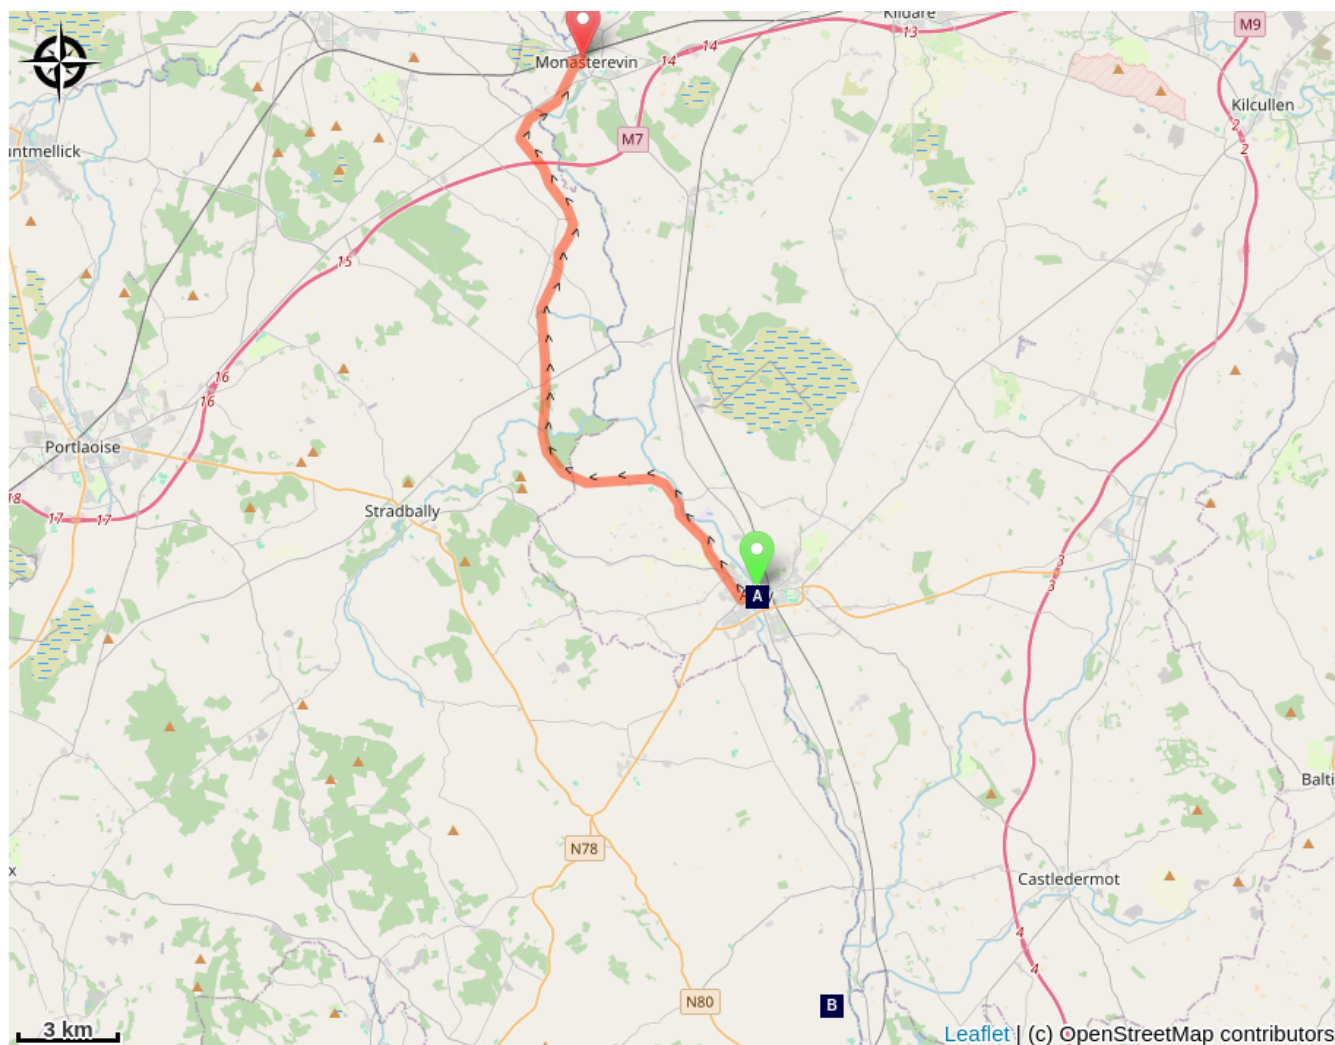 Kildare
M9
14
13
Monasterevin
14
Kilcullen
2
M7
2
untmellick
15
16
16
Portlaoise
18
17
17
Stradbally
3
3
A
Balti
N78
x
Castledermot
4
4
N80
B
3 km
Leaflet | (c) OpenStreetMap contributors